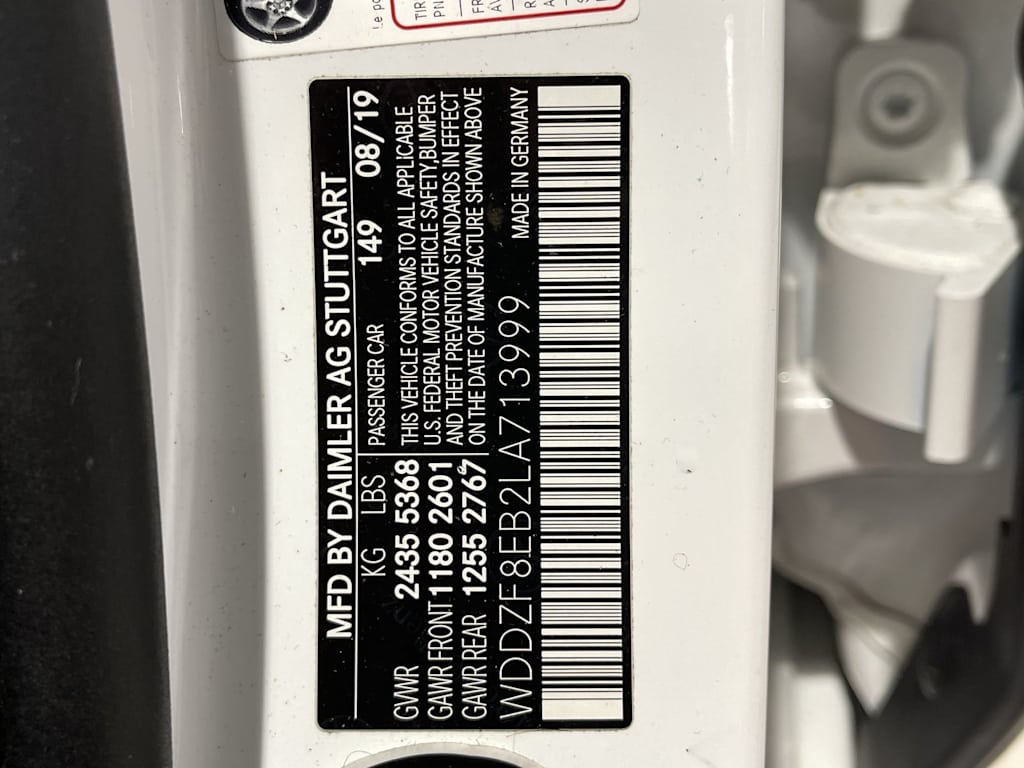 MFD BY DAIMLER AG STUTTGART
KG LBS PASSENGER CAR 149 08/19
GVWR 2435 5368 THIS VEHICLE CONFORMS TO ALL APPLICABLE
GAWR FRONT 1180 2601 U.S. FEDERAL MOTOR VEHICLE SAFETY,BUMPER
GAWR REAR 1255 2767 AND THEFT PREVENTION STANDARDS IN EFFECT
ON THE DATE OF MANUFACTURE SHOWN ABOVE
WDDZF8EB2LA713999 MADE IN GERMANY